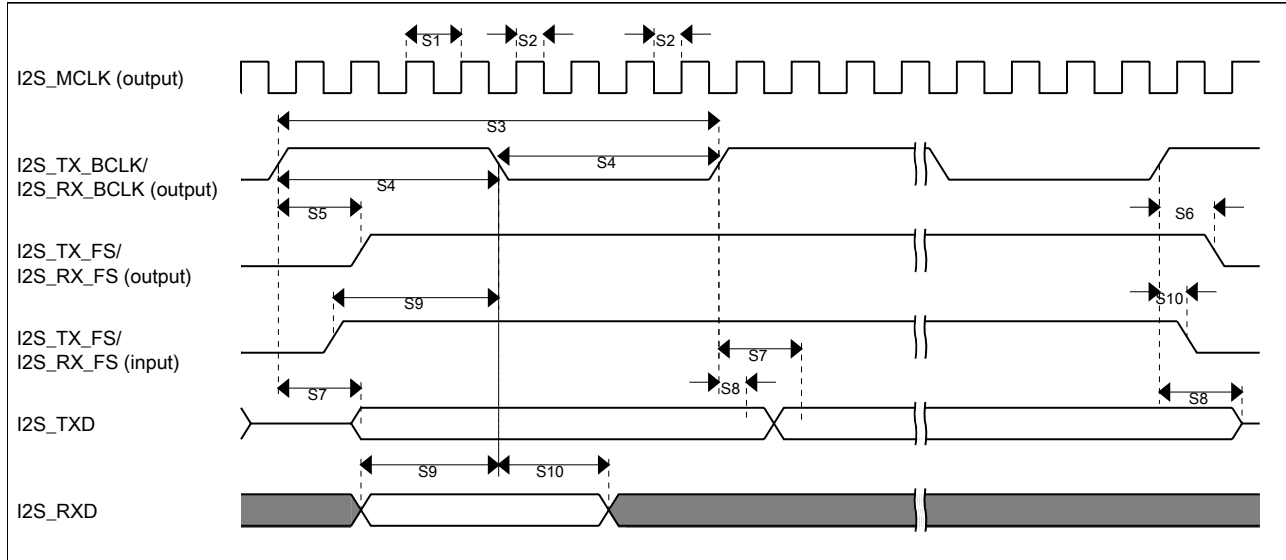 S1
S2
S2
I2S_MCLK (output)
S3
I2S_TX_BCLK/
I2S_RX_BCLK (output)
S4
S4
S5
S6
I2S_TX_FS/
I2S_RX_FS (output)
S9
S10
I2S_TX_FS/
I2S_RX_FS (input)
S7
S8
S7
S8
I2S_TXD
S9
S10
I2S_RXD